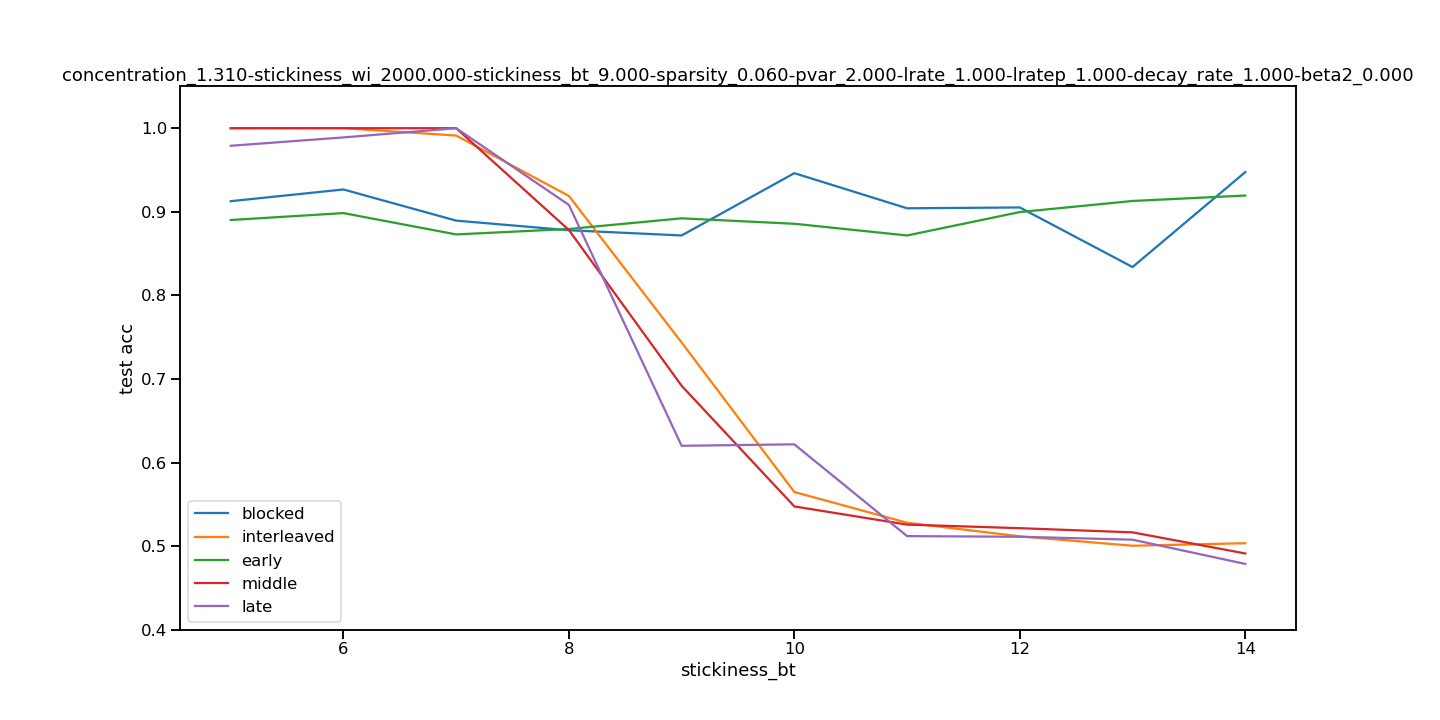 concentration_1.310-stickiness_wi_2000.000-stickiness_bt_9.000-sparsity_0.060-pvar_2.000-lrate_1.000-lratep_1.000-decay_rate_1.000-beta2_0.000
1.0
0.9
0.8
0.7
0.6
0.5
0.4
test acc
blocked
interleaved
early
middle
late
6 8 10 12 14
stickiness_bt